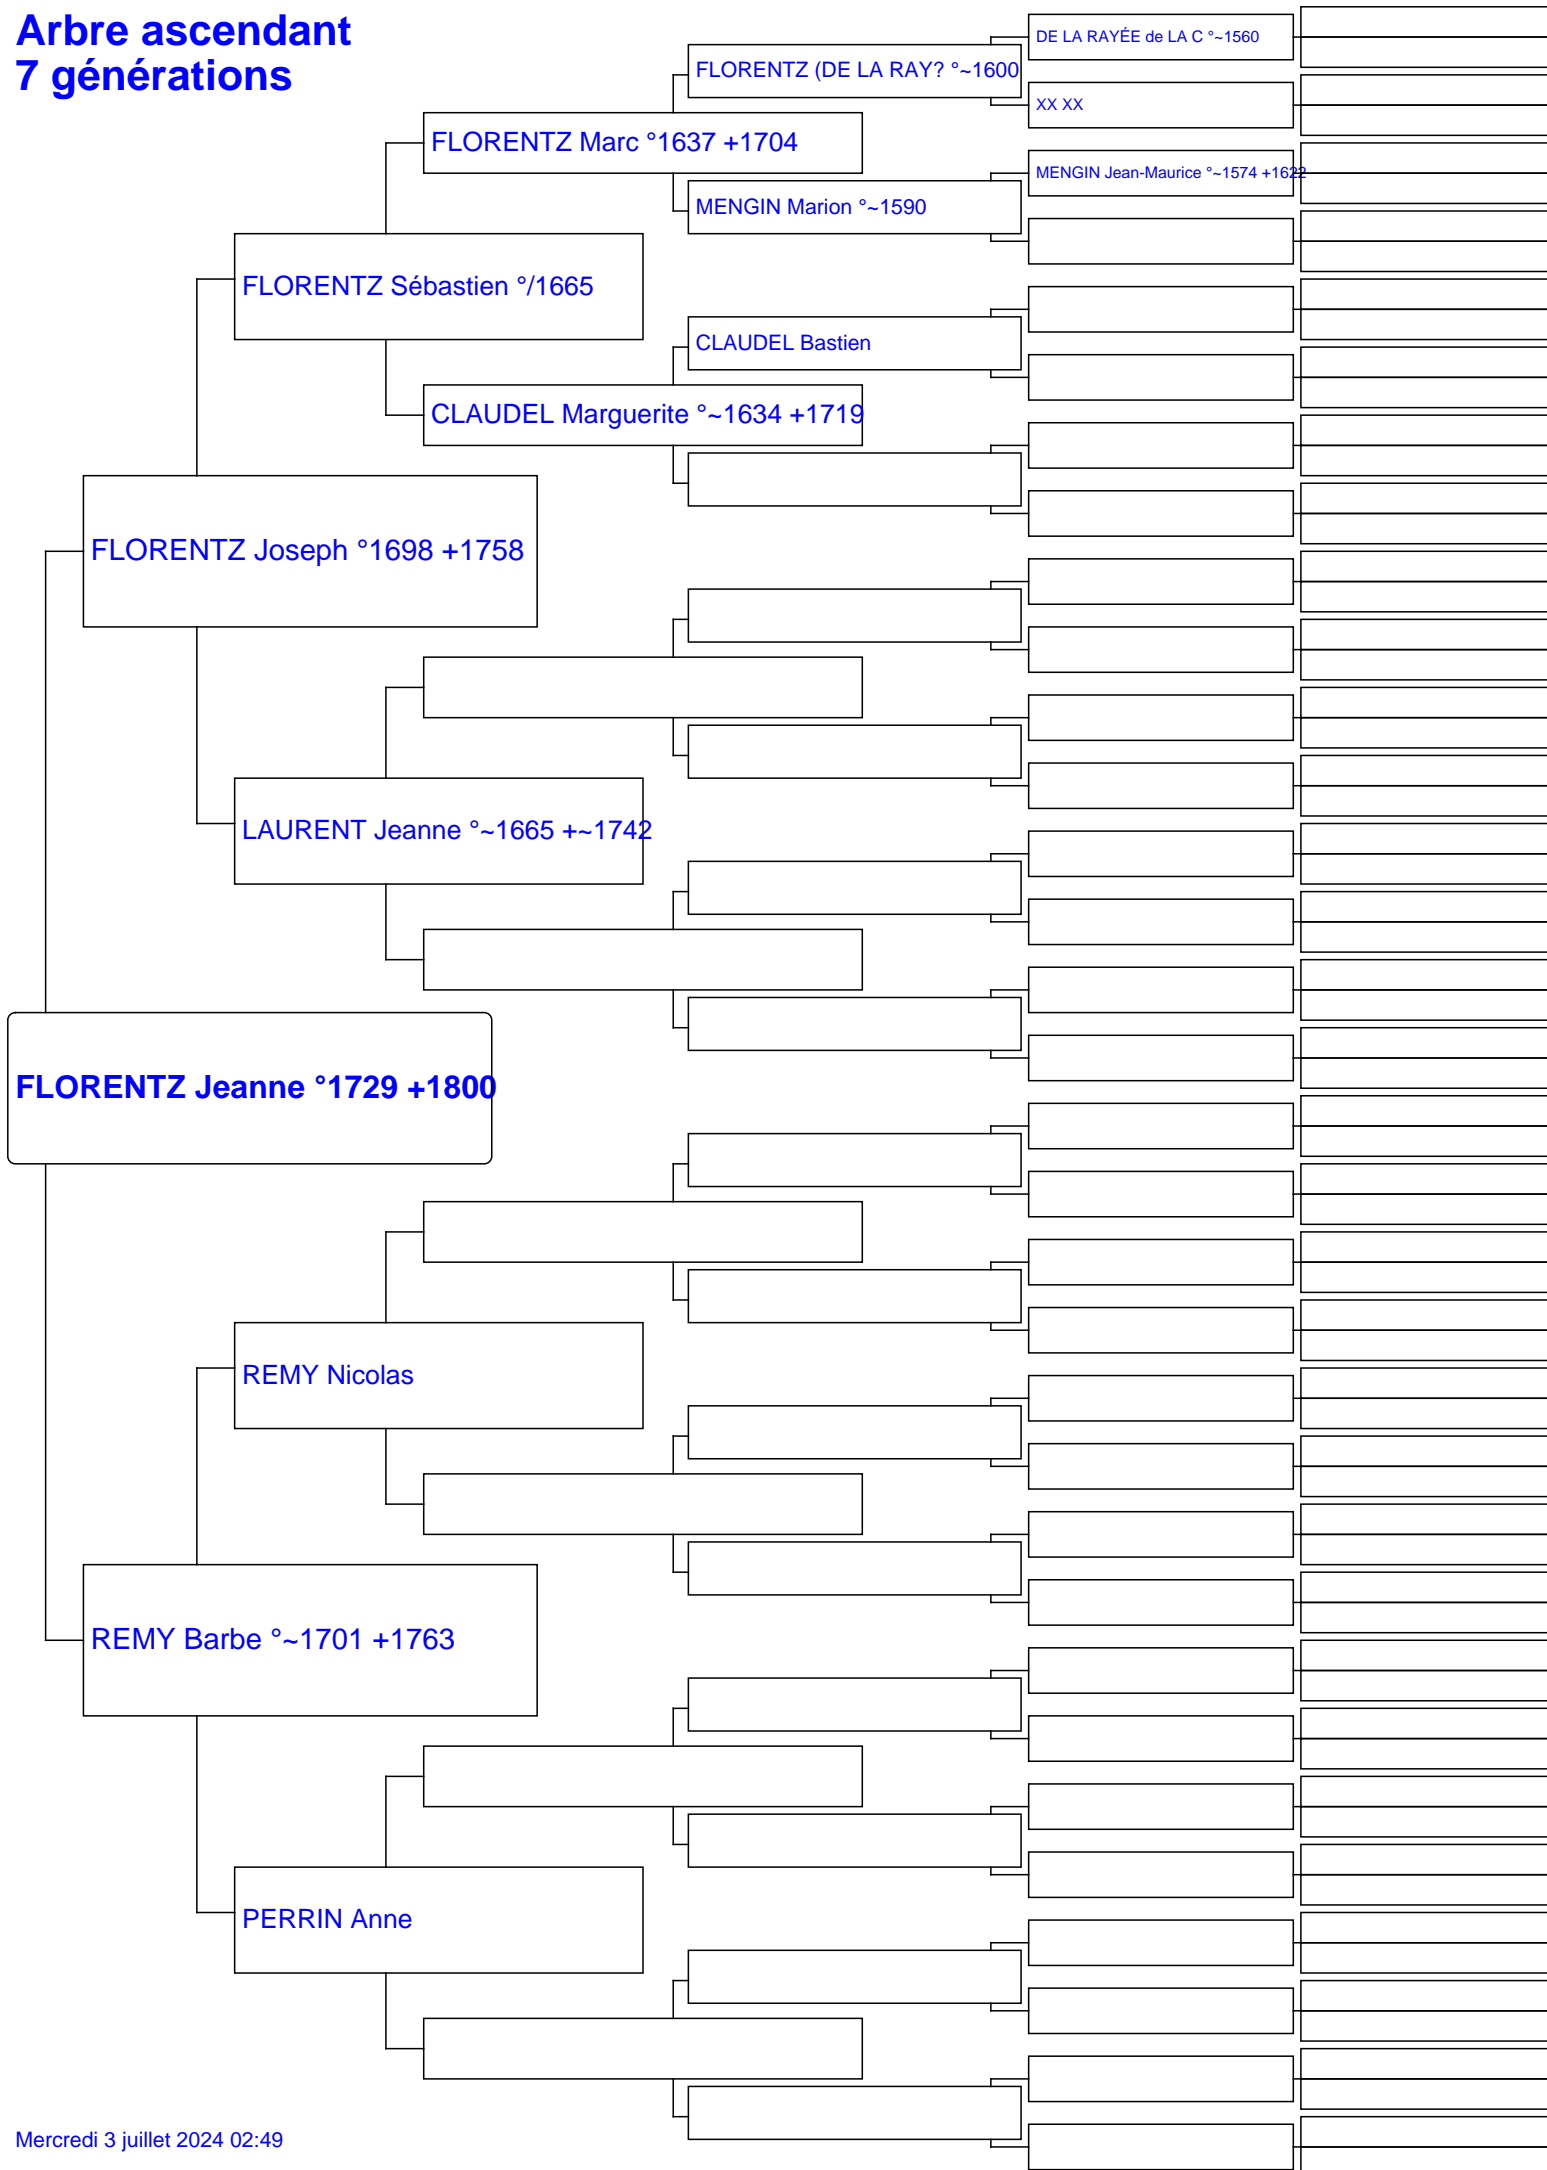 Arbre ascendant
7 générations
DE LA RAYÉE de LA C °~1560
FLORENTZ (DE LA RAY? °~1600
XX XX
FLORENTZ Marc °1637 +1704
MENGIN Jean-Maurice °~1574 +1622
MENGIN Marion °~1590
FLORENTZ Sébastien °/1665
CLAUDEL Bastien
CLAUDEL Marguerite °~1634 +1719
FLORENTZ Joseph °1698 +1758
LAURENT Jeanne °~1665 +~1742
FLORENTZ Jeanne °1729 +1800
REMY Nicolas
REMY Barbe °~1701 +1763
PERRIN Anne
Mercredi 3 juillet 2024 02:49